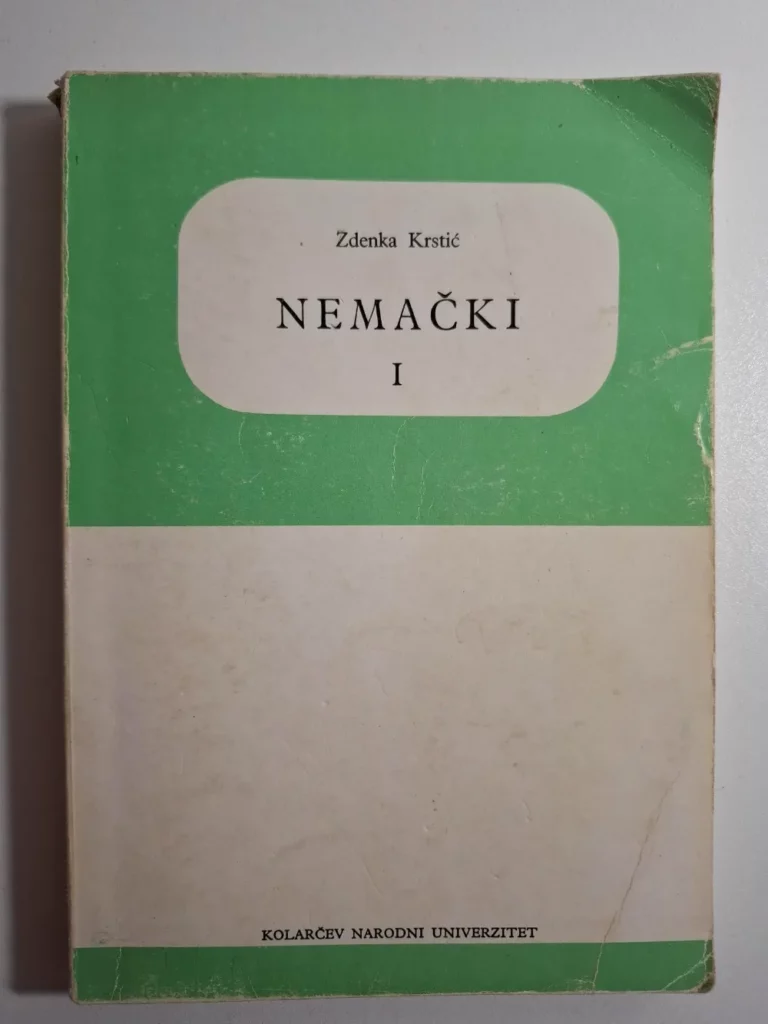 Zdenka Krstić
NEMAČKI
I
KOLARČEV NARODNI UNIVERZITET